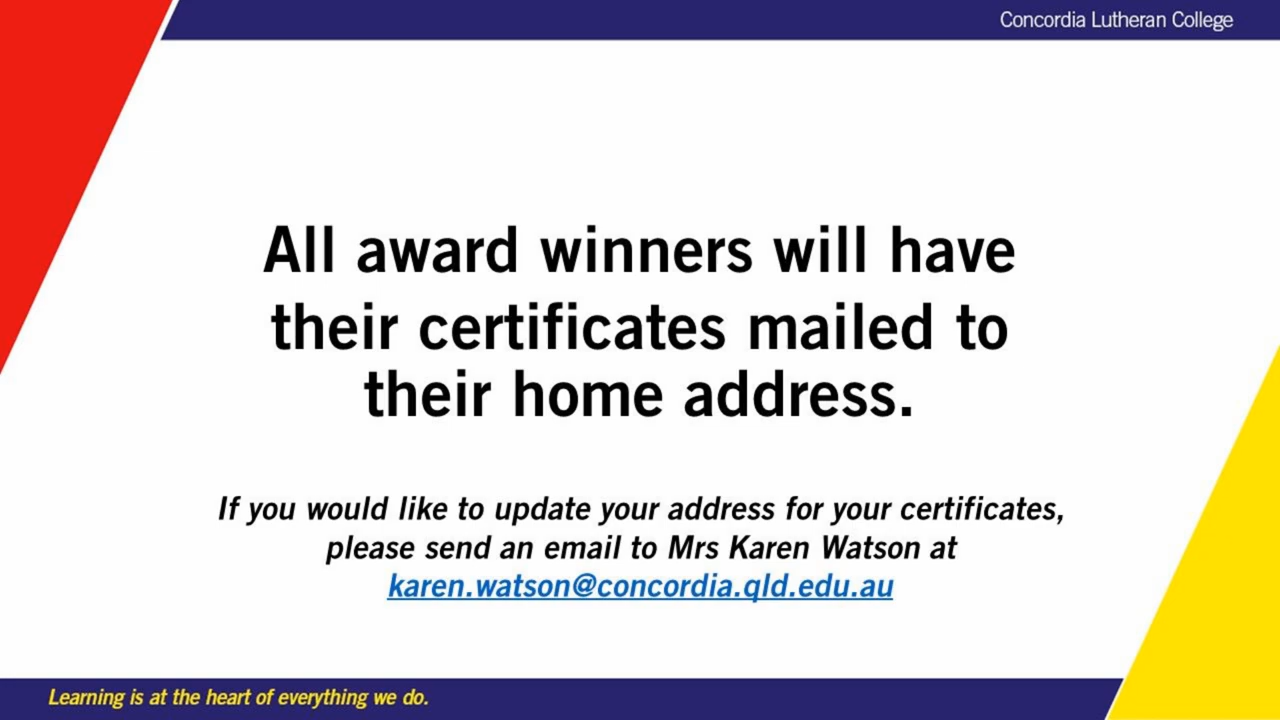 Concordia Lutheran College
All award winners will have
their certificates mailed to
their home address.
If you would like to update your address for your certificates,
please send an email to Mrs Karen Watson at
karen.watson@concordia.qld.edu.au
Learning is at the heart of everything we do.